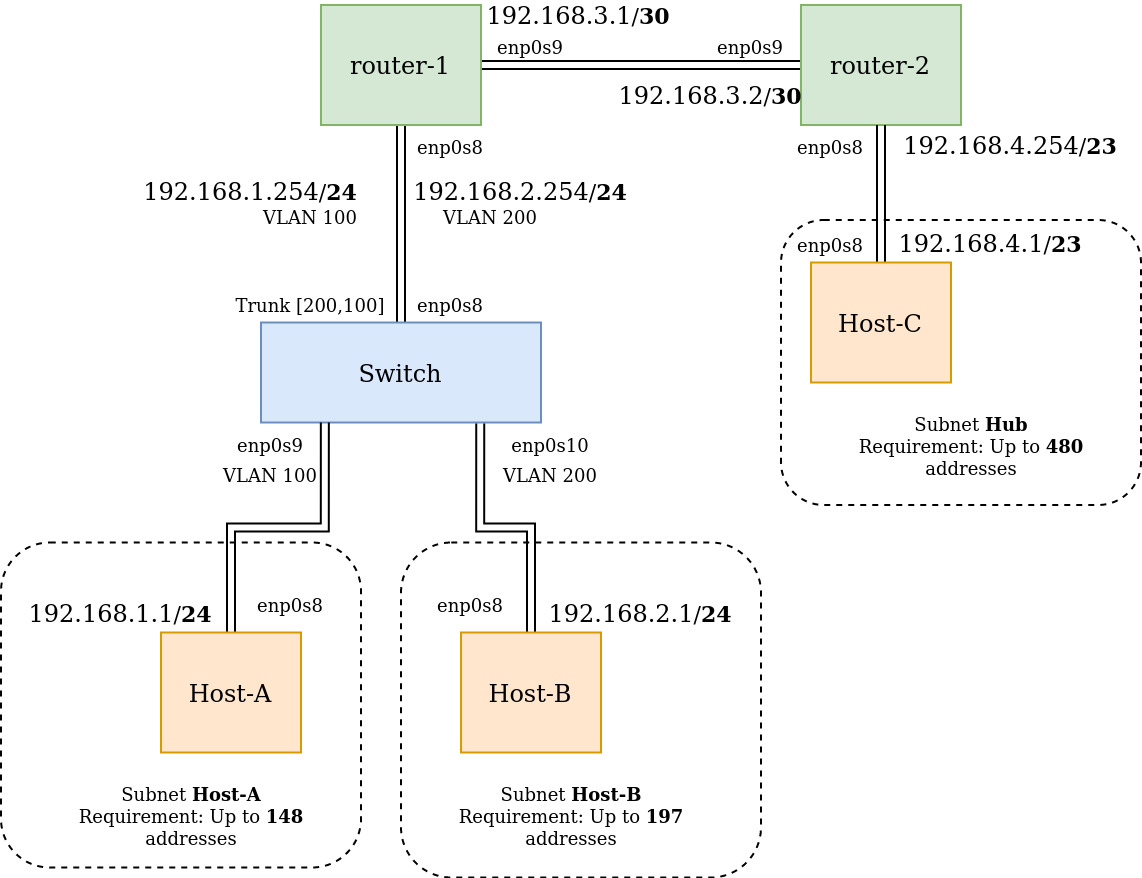 192.168.3.1/30
enp0s9
enp0s9
router-1
router-2
192.168.3.2/30
enp0s8
enp0s8
192.168.4.254/23
192.168.1.254/24
VLAN 100
192.168.2.254/24
VLAN 200
enp0s8
192.168.4.1/23
Trunk [200,100]
enp0s8
Host-C
Switch
Subnet Hub
Requirement: Up to 480
addresses
enp0s9
VLAN 100
enp0s10
VLAN 200
192.168.1.1/24
enp0s8
enp0s8
192.168.2.1/24
Host-A
Host-B
Subnet Host-A
Requirement: Up to 148
addresses
Subnet Host-B
Requirement: Up to 197
addresses